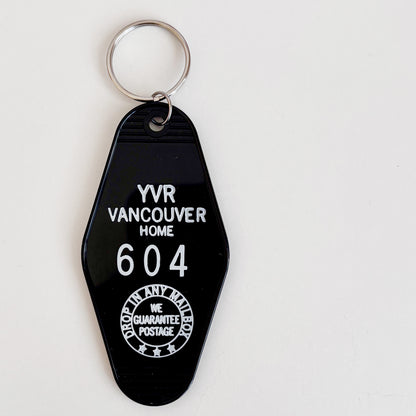 YVR
VANCOUVER
HOME
604
DROP IN ANY MAILBOX
WE
GUARANTEE
POSTAGE